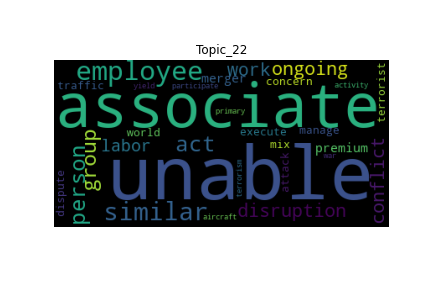 Topic_22
employee work ongoing
merger
traffic yield participate concern activity
terrorist
associate
primary
world execute manage
labor act mix premium
group
person
unable
conflict
attack
terrorism
war
dispute
similar aircraft disruption